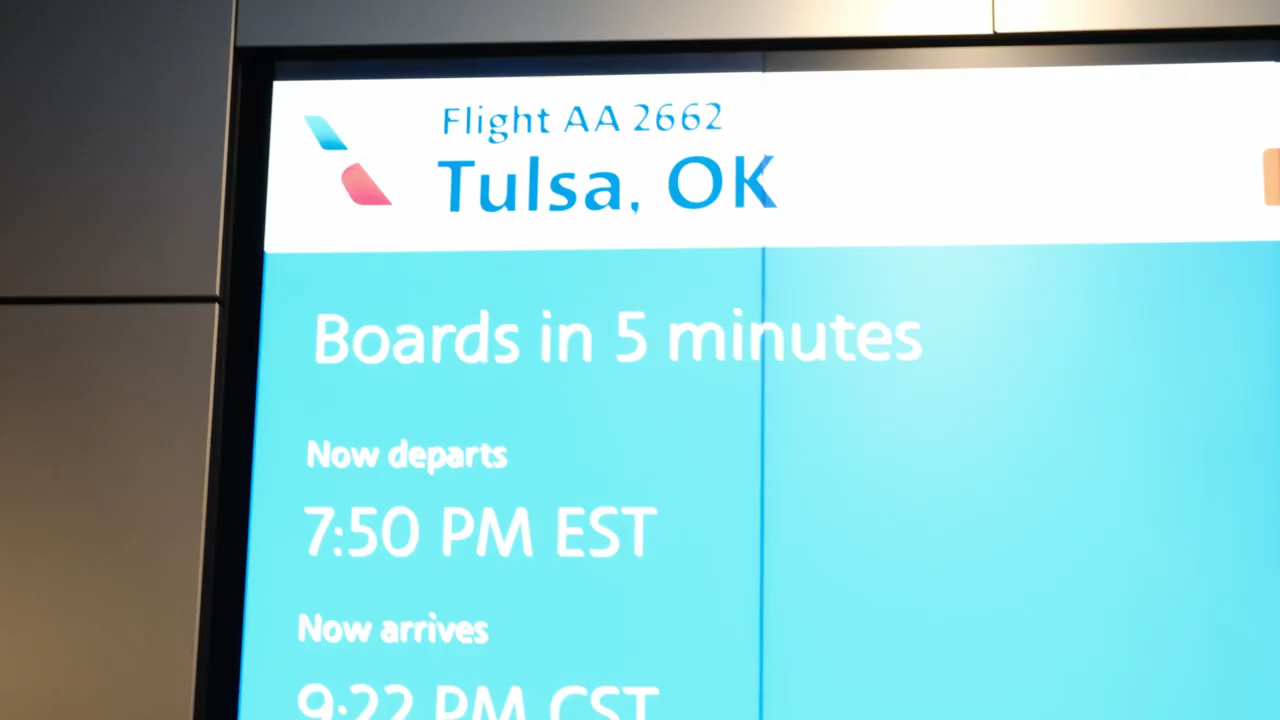 Flight AA 2662
Tulsa, OK
Boards in 5 minutes
Now departs
7:50 PM EST
Now arrives
9:22 PM CST